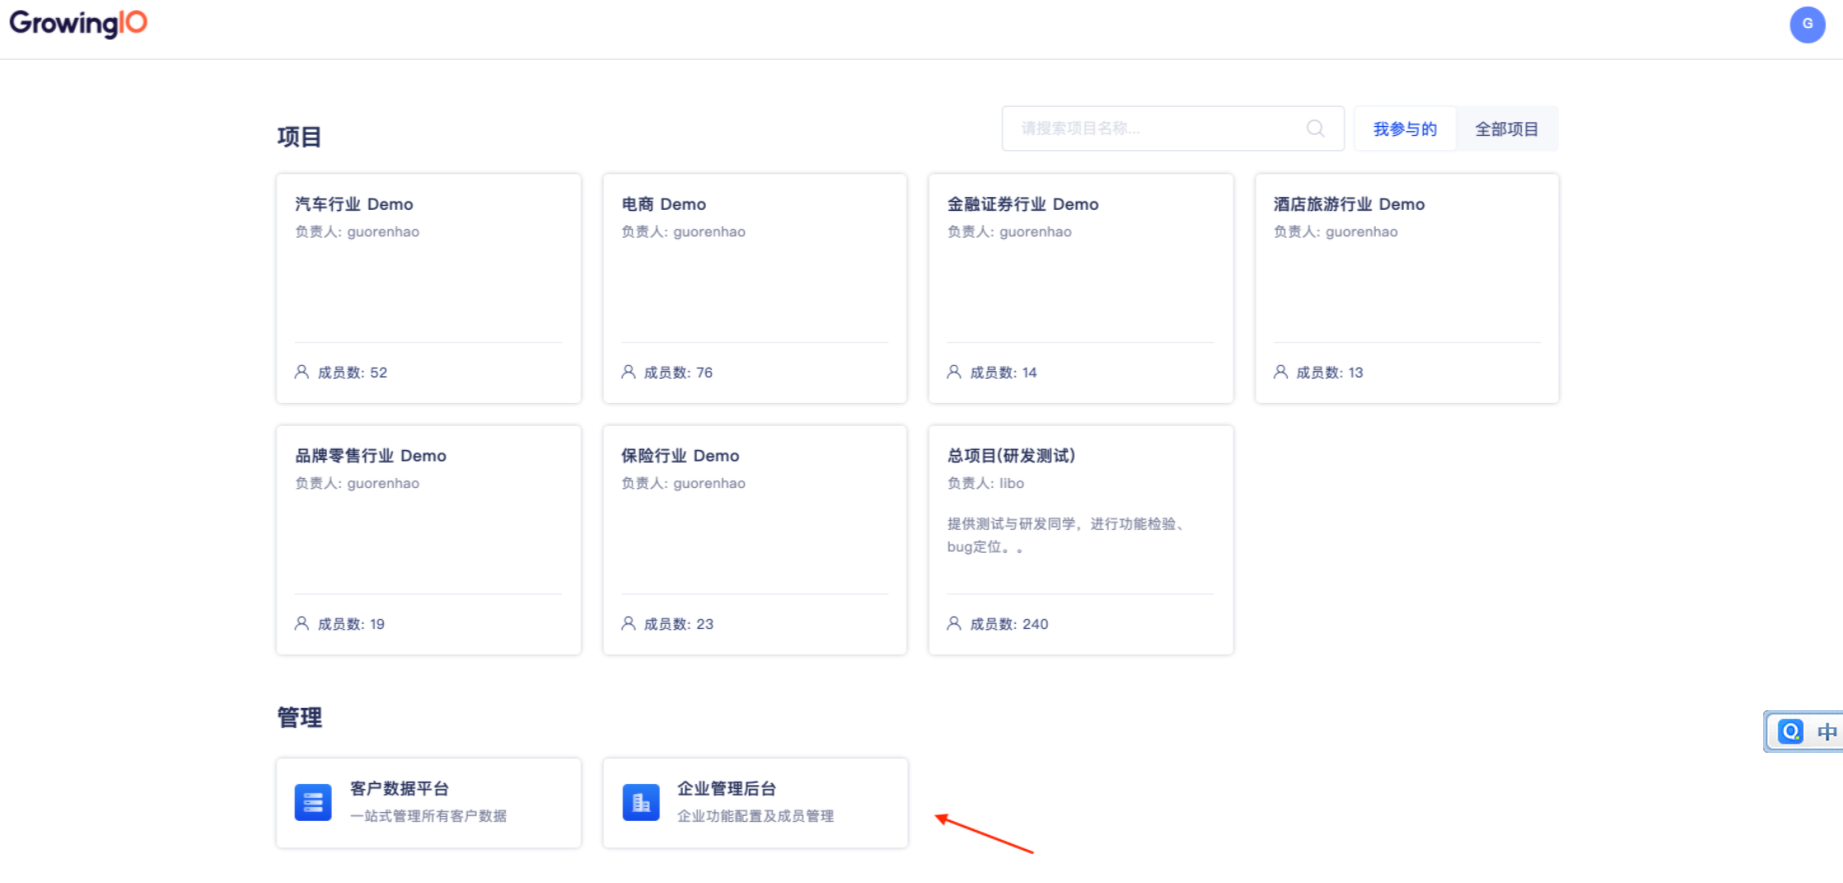 GrowingIO
G
项目
请搜索项目名称...
我参与的
全部项目
汽车行业 Demo
负责人: guorenhao
成员数: 52
电商 Demo
负责人: guorenhao
成员数: 76
金融证券行业 Demo
负责人: guorenhao
成员数: 14
酒店旅游行业 Demo
负责人: guorenhao
成员数: 13
品牌零售行业 Demo
负责人: guorenhao
成员数: 19
保险行业 Demo
负责人: guorenhao
成员数: 23
总项目(研发测试)
负责人: libo
提供测试与研发同学，进行功能检验、
bug定位。。
成员数: 240
管理
客户数据平台
一站式管理所有客户数据
企业管理后台
企业功能配置及成员管理
中